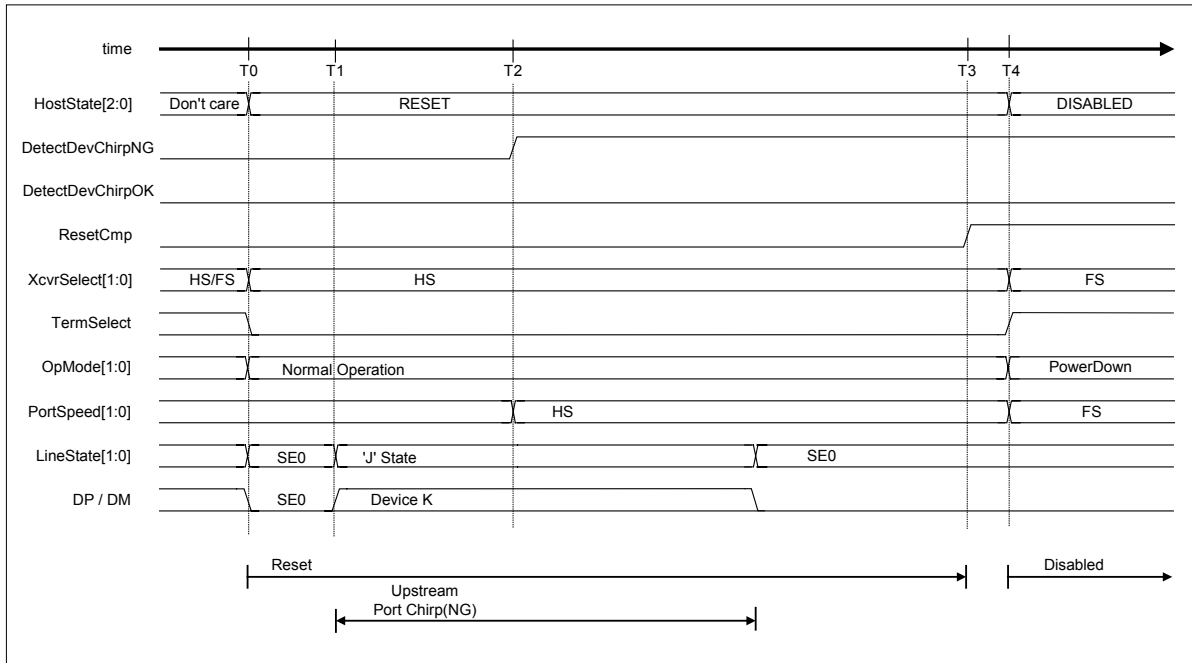 time
T0 T1 T2 T3 T4
HostState[2:0] Don't care RESET DISABLED
DetectDevChirpNG
DetectDevChirpOK
ResetCmp
XcvrSelect[1:0] HS/FS HS FS
TermSelect
OpMode[1:0] Normal Operation PowerDown
PortSpeed[1:0] HS FS
LineState[1:0] SE0 'J' State SE0
DP / DM SE0 Device K
Reset Disabled
Upstream
Port Chirp(NG)